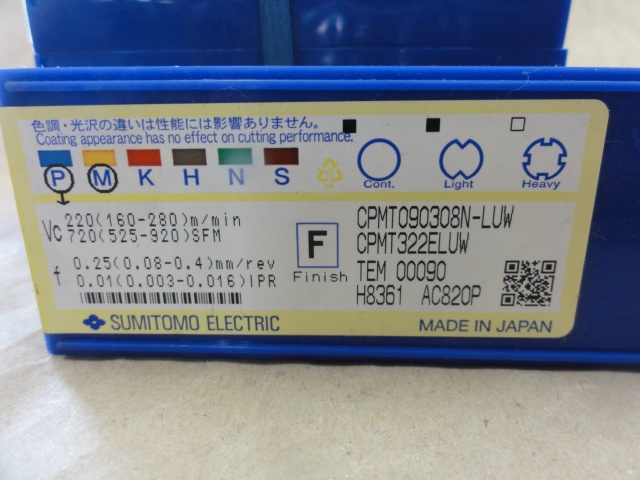 色調・光沢の違いは性能には影響ありません。
Coating appearance has no effect on cutting performance.
P M K H N S
Cont. Light Heavy
Vc 220(160-280)m/min
720(525-920)SFM
f 0.25(0.08-0.4)mm/rev
0.01(0.003-0.016)IPR
F
Finish
CPMT090308N-LUW
CPMT322ELUW
TEM 00090
H8361 AC820P
SUMITOMO ELECTRIC
MADE IN JAPAN